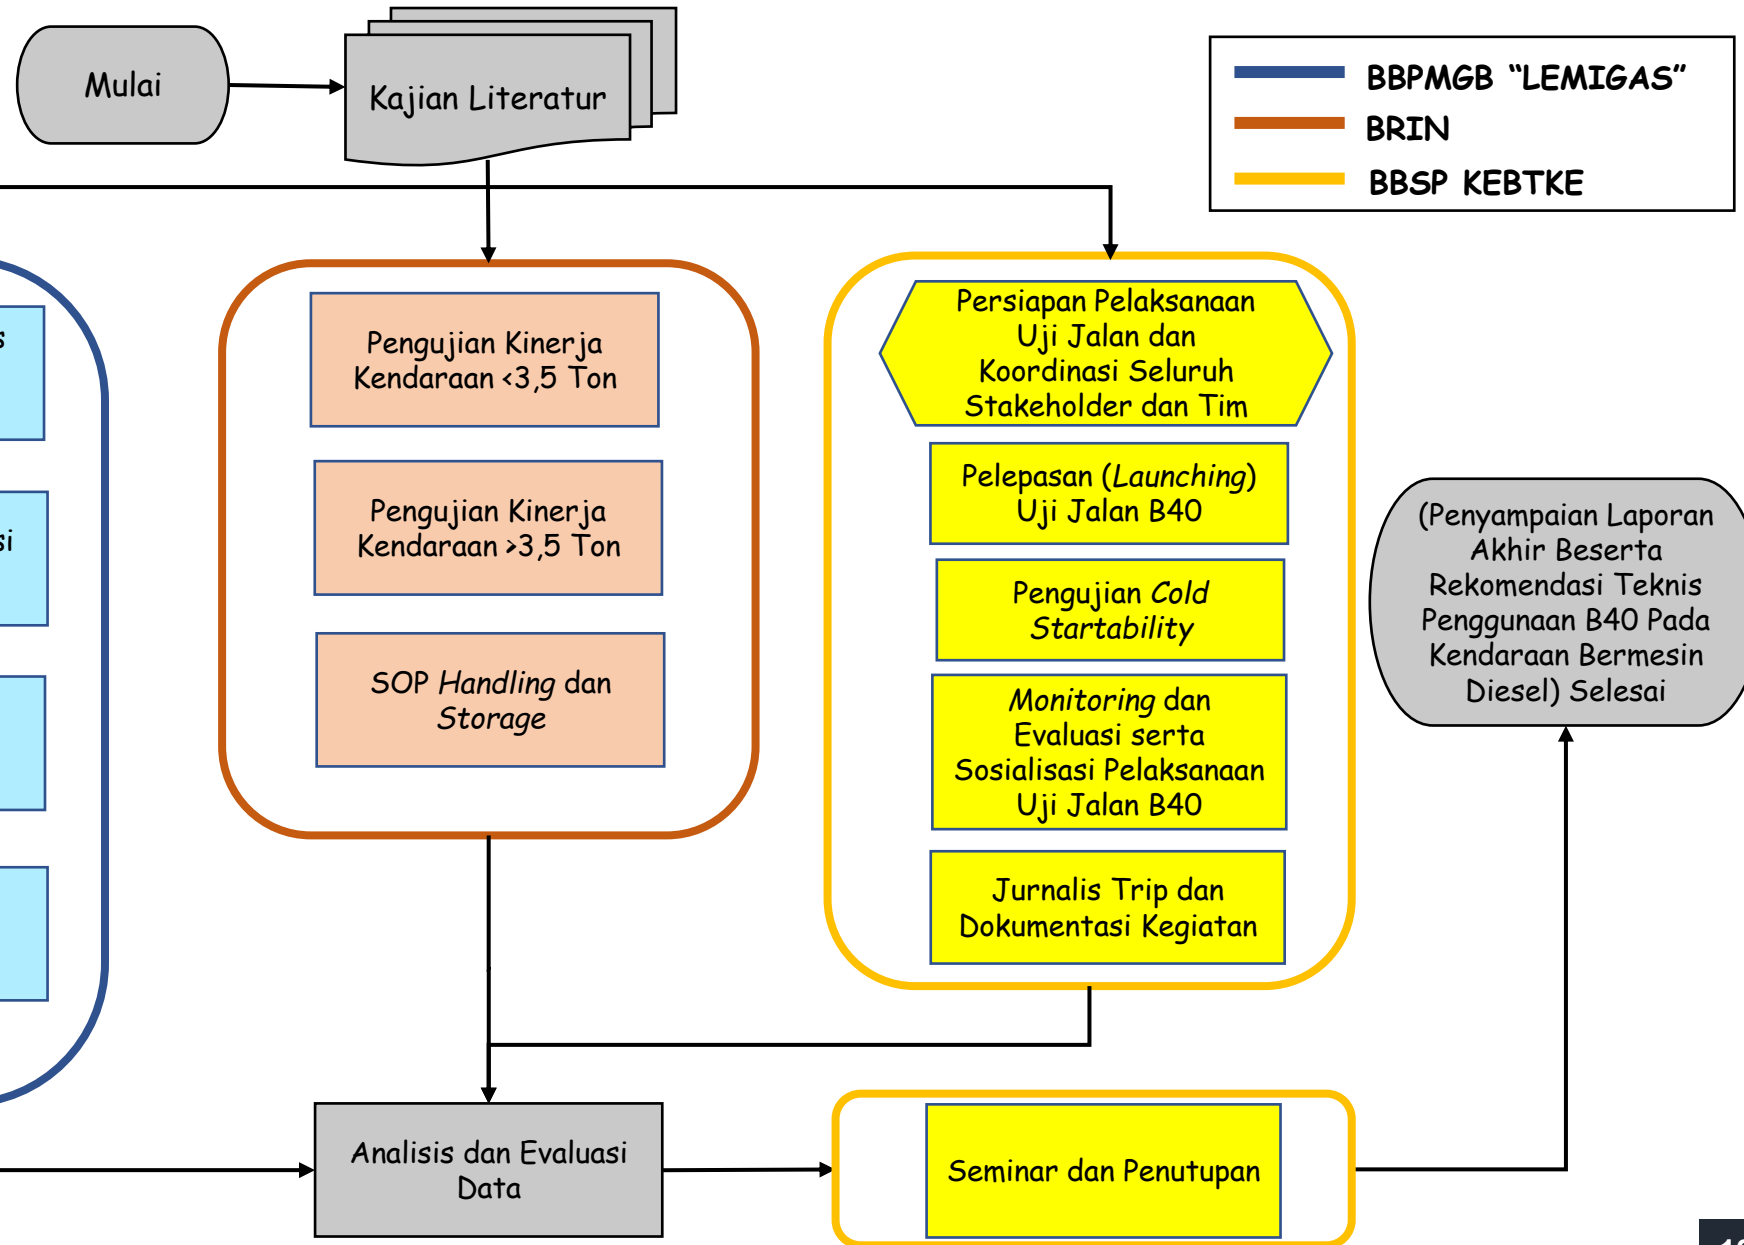 Mulai
Kajian Literatur
BBPMGB “LEMIGAS”
BRIN
BBSP KEBTKE
s
si
Pengujian Kinerja
Kendaraan <3,5 Ton
Pengujian Kinerja
Kendaraan >3,5 Ton
SOP Handling dan
Storage
Persiapan Pelaksanaan
Uji Jalan dan
Koordinasi Seluruh
Stakeholder dan Tim
Pelepasan (Launching)
Uji Jalan B40
Pengujian Cold
Startability
Monitoring dan
Evaluasi serta
Sosialisasi Pelaksanaan
Uji Jalan B40
Jurnalis Trip dan
Dokumentasi Kegiatan
(Penyampaian Laporan
Akhir Beserta
Rekomendasi Teknis
Penggunaan B40 Pada
Kendaraan Bermesin
Diesel) Selesai
Analisis dan Evaluasi
Data
Seminar dan Penutupan